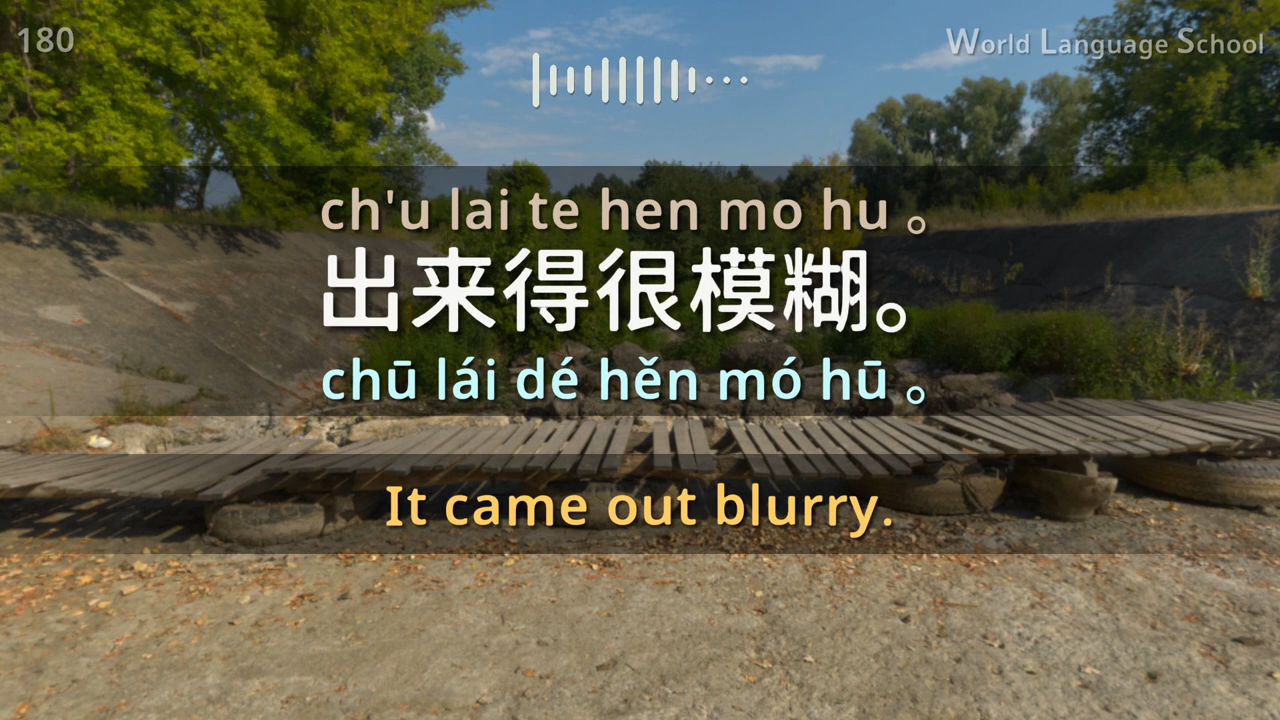 180
World Language School
ch'u lai te hen mo hu 。
出来得很模糊。
chū lái dé hěn mó hū 。
It came out blurry.